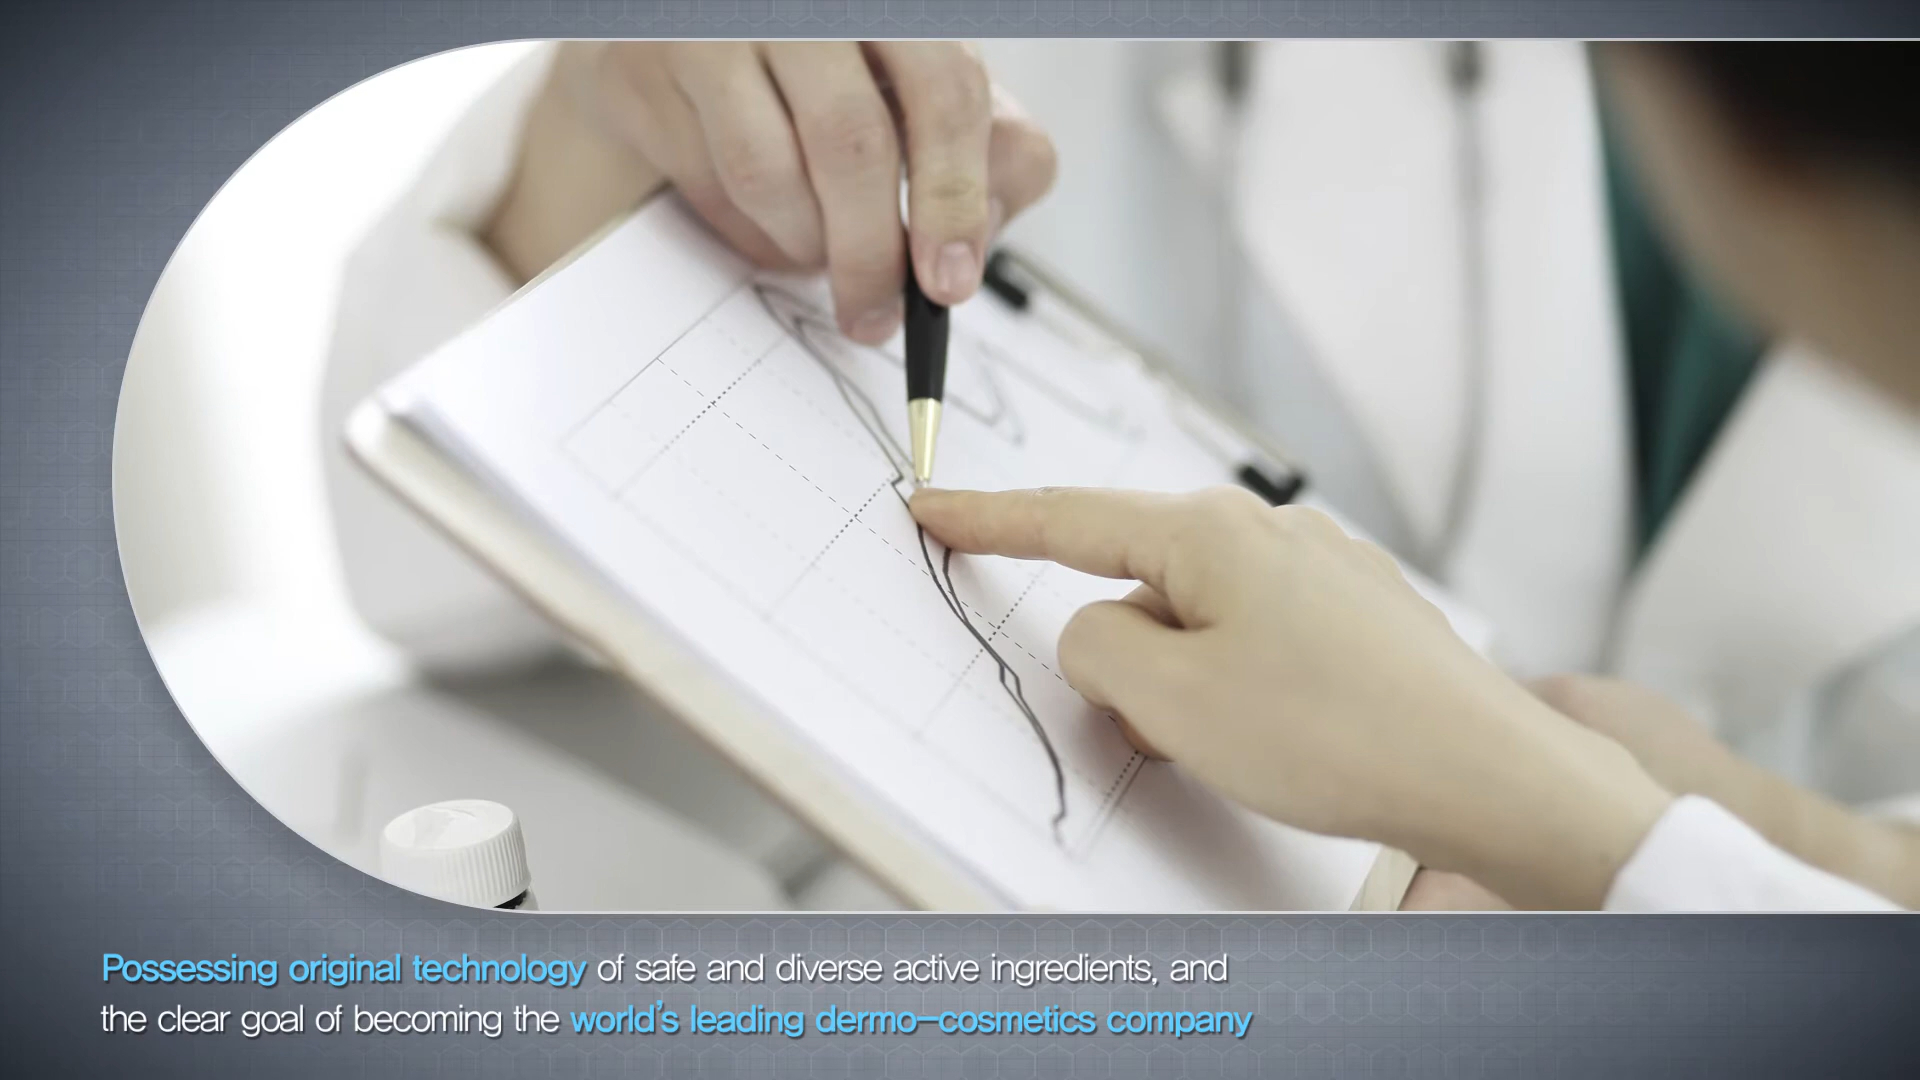 Possessing original technology of safe and diverse active ingredients, and
the clear goal of becoming the world's leading dermo-cosmetics company